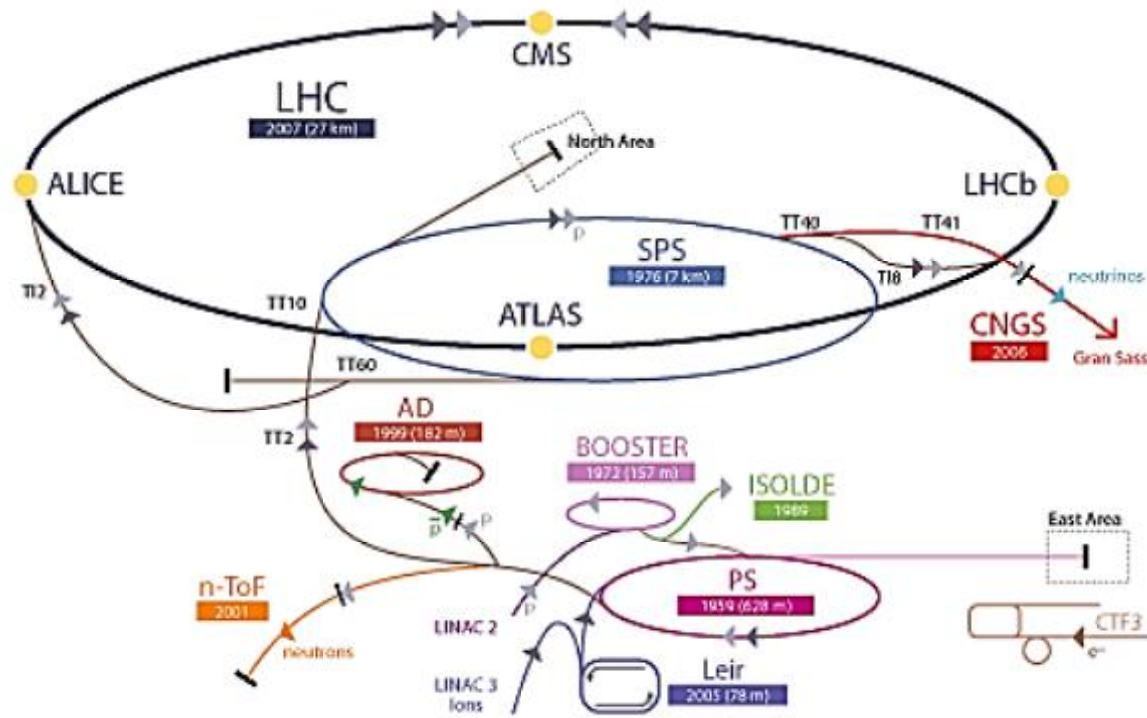 CMS
LHC
2007 (27 km)
North Area
ALICE
LHCb
TT40
TT41
SPS
1976 (7 km)
p
TI8
TI2
TT10
ATLAS
neutrinos
CNGS
2006
Gran Sass
TT60
AD
1999 (182 m)
TT2
BOOSTER
1972 (157 m)
ISOLDE
1989
p̅
p
East Area
n-ToF
2001
PS
1959 (628 m)
p
LINAC 2
neutrons
CTF3
e⁻
LINAC 3
Ions
Leir
2005 (78 m)